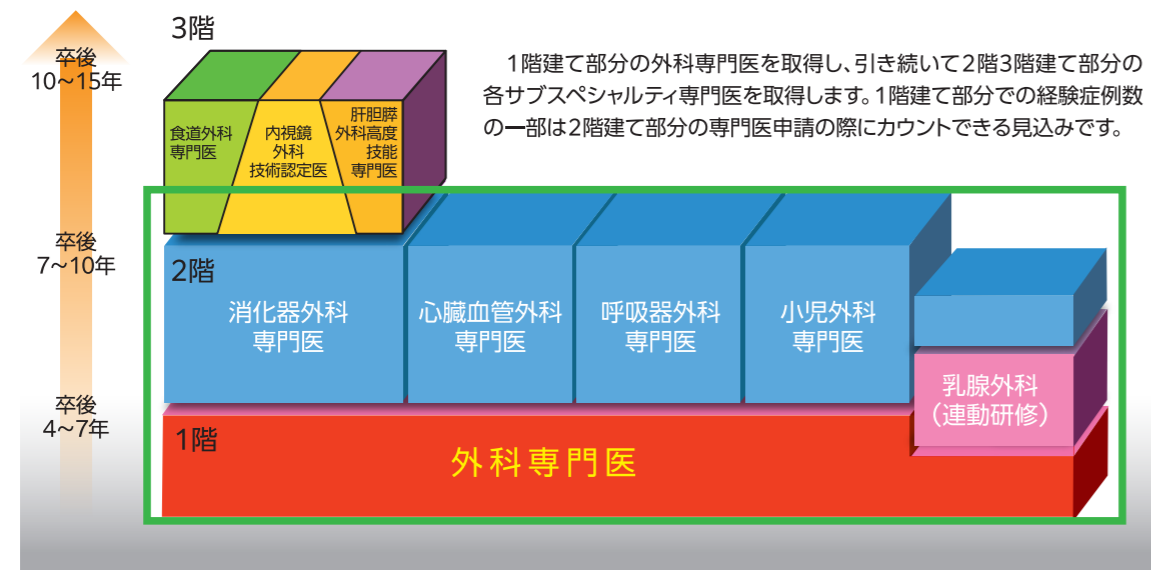 3階
卒後
10～15年
1階建て部分の外科専門医を取得し、引き続いて2階3階建て部分の
各サブスペシャルティ専門医を取得します。1階建て部分での経験症例数
の一部は2階建て部分の専門医申請の際にカウントできる見込みです。
食道外科
専門医
内視鏡
外科
技術認定医
肝胆膵
外科高度
技能
専門医
卒後
7～10年
2階
消化器外科
専門医
心臓血管外科
専門医
呼吸器外科
専門医
小児外科
専門医
乳腺外科
（連動研修）
卒後
4～7年
1階
外科専門医